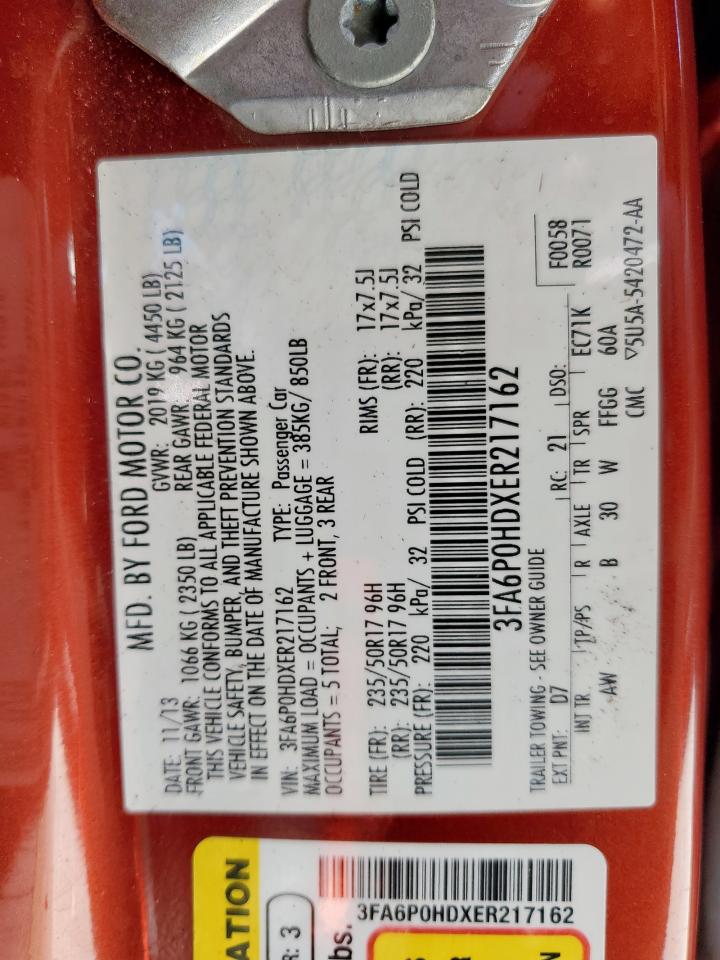 MFD. BY FORD MOTOR CO.
DATE: 11/13 GVWR: 2019 KG ( 4450 LB)
FRONT GAWR: 1066 KG ( 2350 LB) REAR GAWR: 964 KG ( 2125 LB)
THIS VEHICLE CONFORMS TO ALL APPLICABLE FEDERAL MOTOR
VEHICLE SAFETY, BUMPER, AND THEFT PREVENTION STANDARDS
IN EFFECT ON THE DATE OF MANUFACTURE SHOWN ABOVE.
VIN: 3FA6P0HDXER217162 TYPE: Passenger Car
MAXIMUM LOAD = OCCUPANTS + LUGGAGE = 385KG/ 850LB
OCCUPANTS = 5 TOTAL; 2 FRONT, 3 REAR
TIRE (FR): 235/50R17 96H RIMS (FR): 17x7.5J
(RR): 235/50R17 96H (RR): 17x7.5J
PRESSURE (FR): 220 kPa/ 32 PSI COLD (RR): 220 kPa/ 32 PSI COLD
3FA6P0HDXER217162
TRAILER TOWING - SEE OWNER GUIDE
EXT PNT: D7 RC: 21 DSO: F0058
R0071
INT TR. TP/PS R AXLE TR SPR EC71K
AW B 30 W FFGG 60A
CMC ▽5U5A-5420472-AA
ATION
R: 3
bs.
3FA6P0HDXER217162